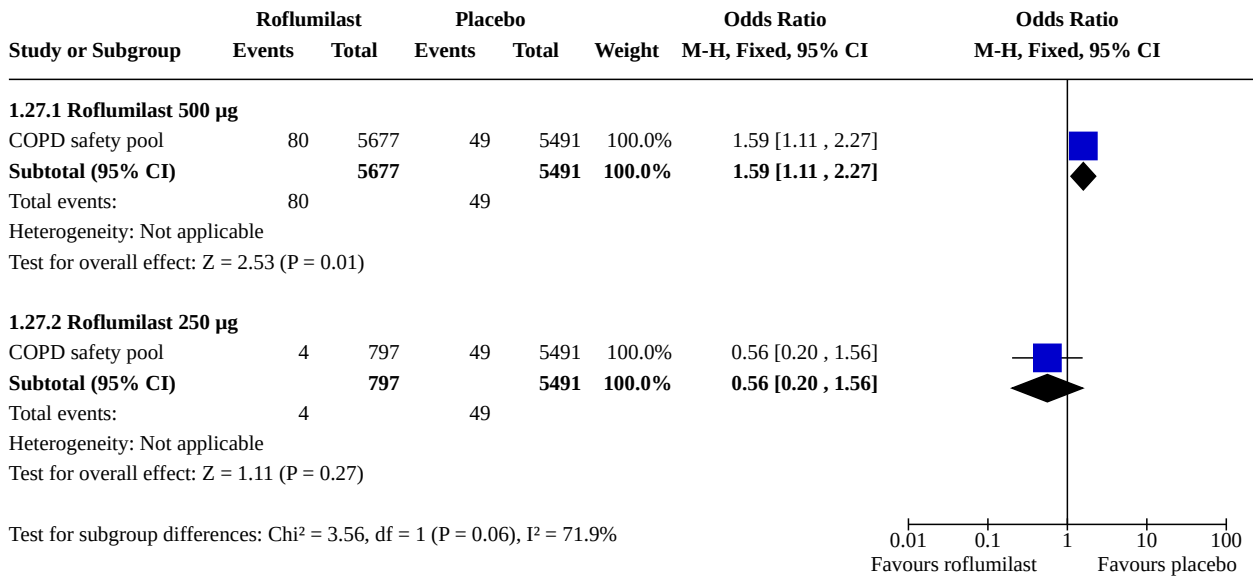 Roflumilast Placebo Odds Ratio Odds Ratio
Study or Subgroup Events Total Events Total Weight M-H, Fixed, 95% CI M-H, Fixed, 95% CI
1.27.1 Roflumilast 500 µg
COPD safety pool 80 5677 49 5491 100.0% 1.59 [1.11 , 2.27]
Subtotal (95% CI) 5677 5491 100.0% 1.59 [1.11 , 2.27]
Total events: 80 49
Heterogeneity: Not applicable
Test for overall effect: Z = 2.53 (P = 0.01)
1.27.2 Roflumilast 250 µg
COPD safety pool 4 797 49 5491 100.0% 0.56 [0.20 , 1.56]
Subtotal (95% CI) 797 5491 100.0% 0.56 [0.20 , 1.56]
Total events: 4 49
Heterogeneity: Not applicable
Test for overall effect: Z = 1.11 (P = 0.27)
Test for subgroup differences: Chi² = 3.56, df = 1 (P = 0.06), I² = 71.9%
0.01 0.1 1 10 100
Favours roflumilast Favours placebo